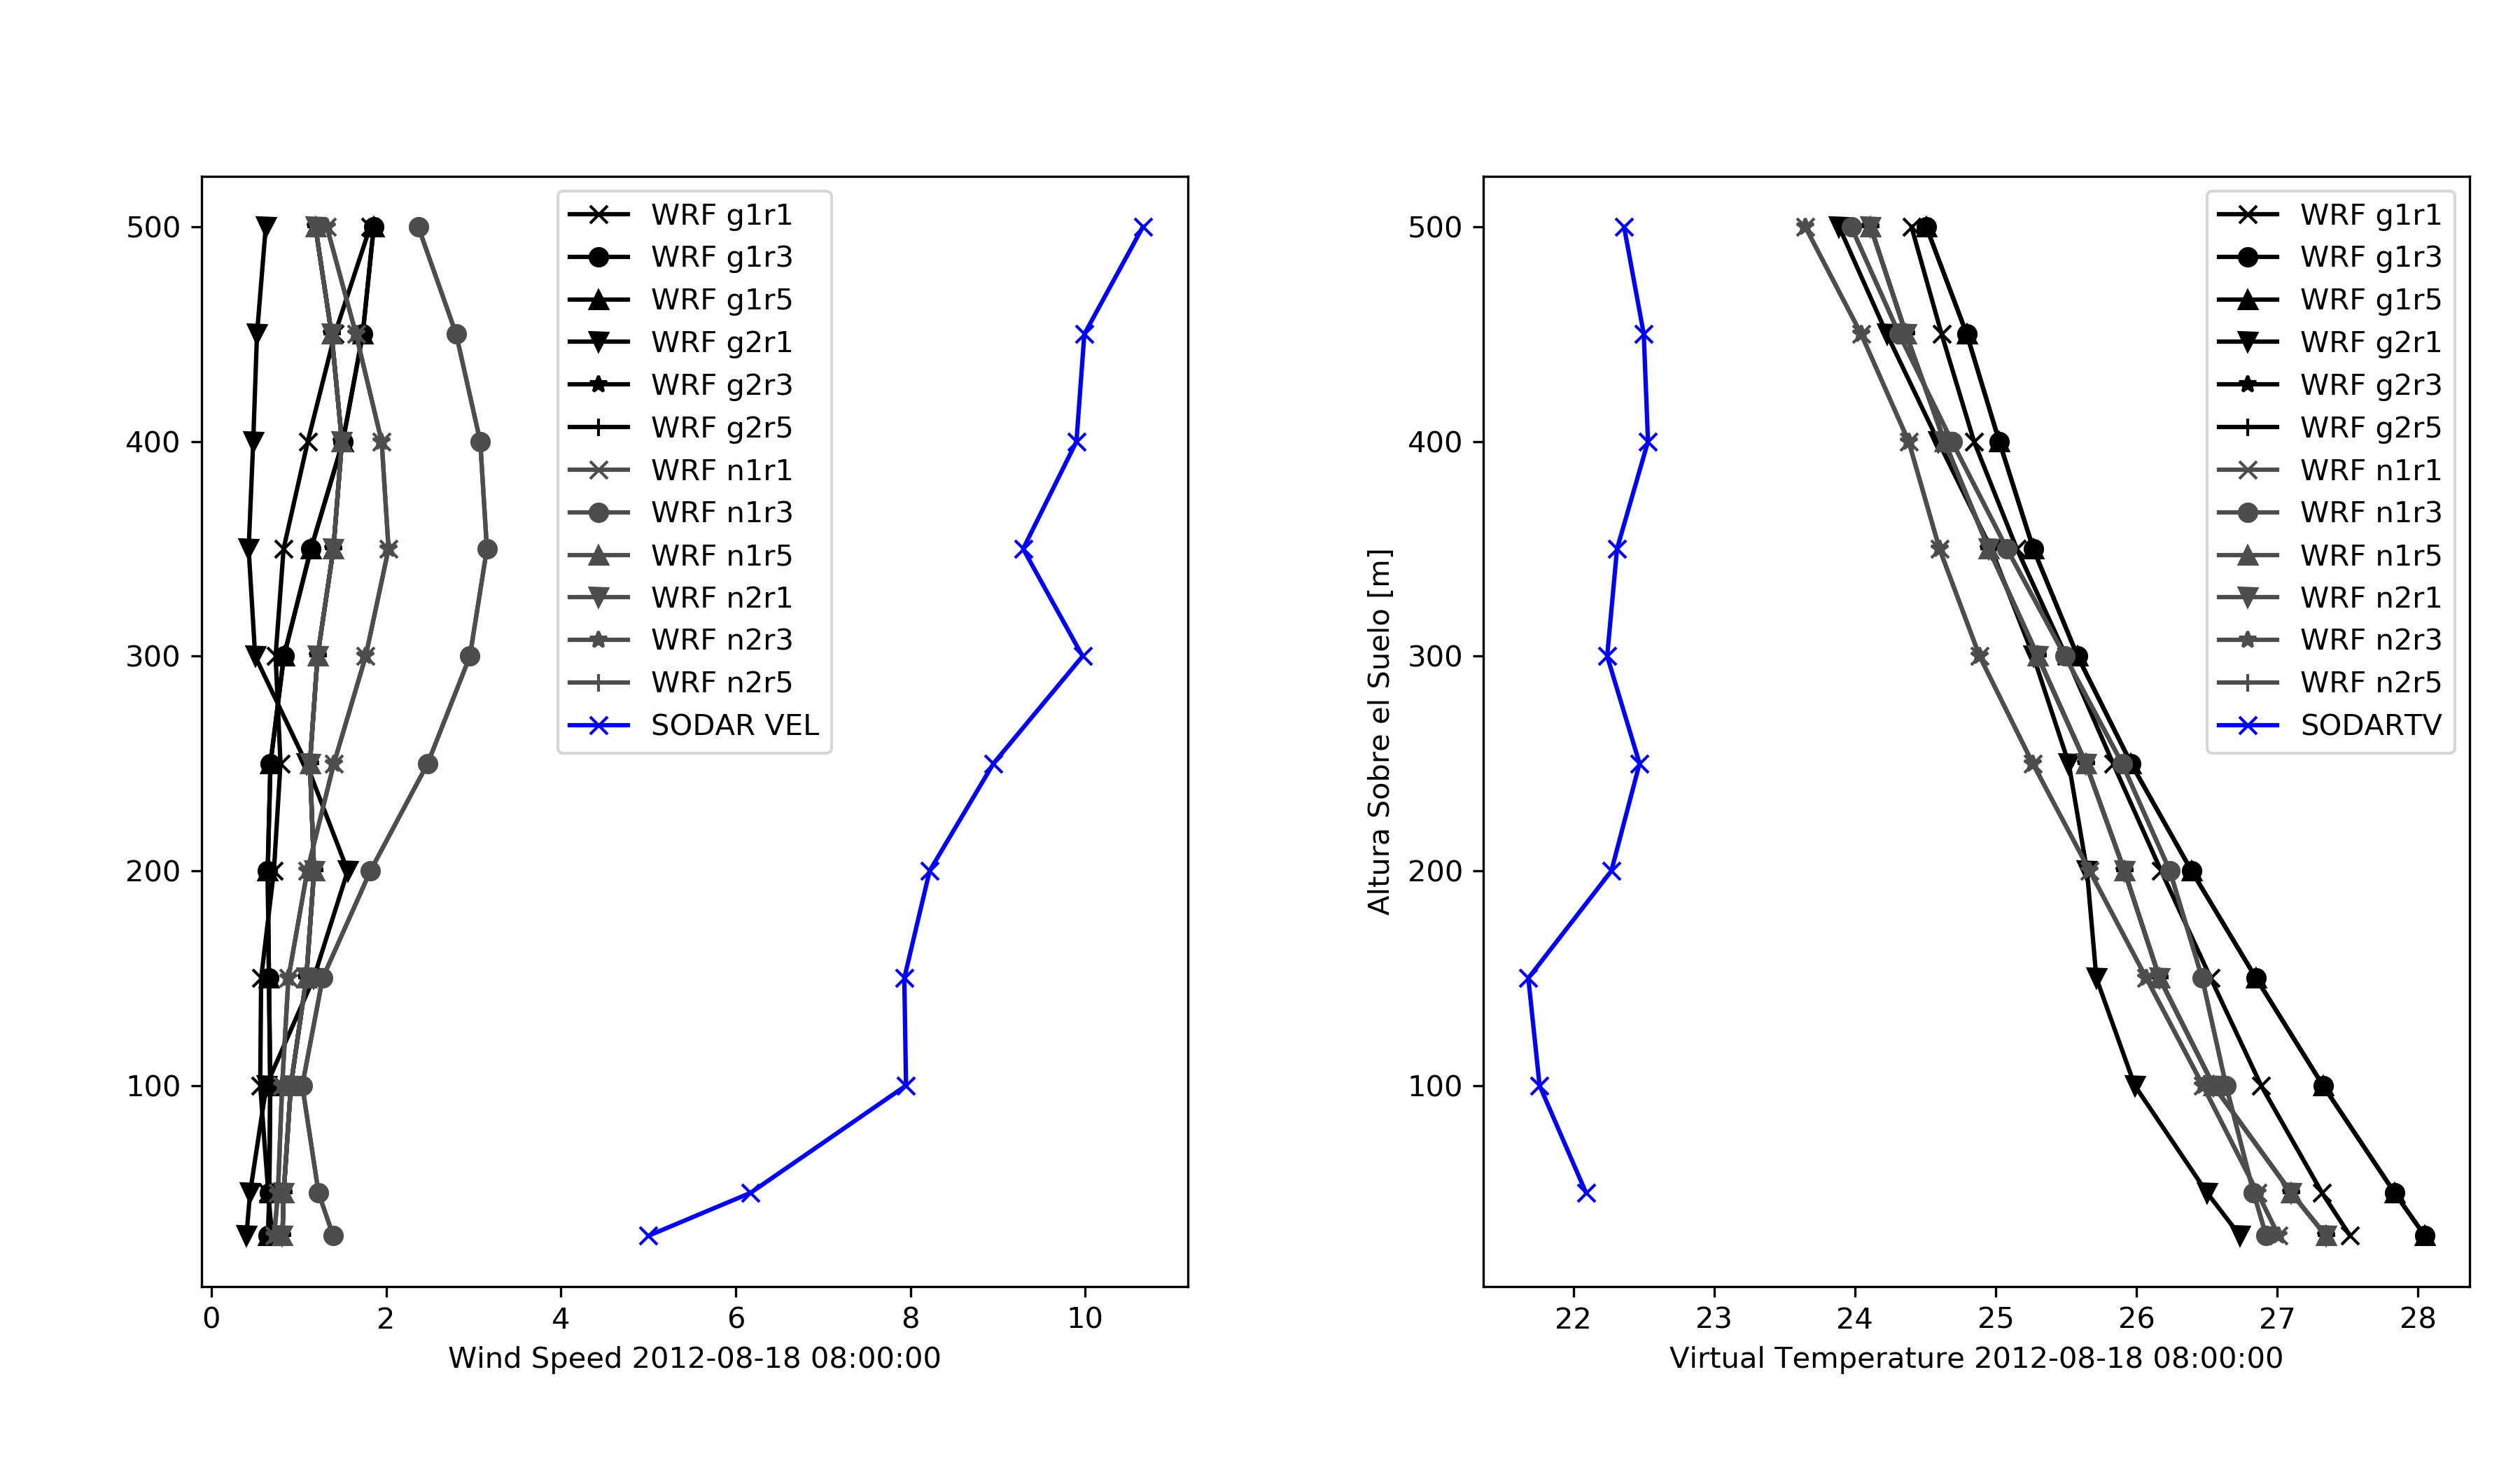 500
400
300
200
100
0
2
4
6
8
10
Wind Speed 2012-08-18 08:00:00
WRF g1r1
WRF g1r3
WRF g1r5
WRF g2r1
WRF g2r3
WRF g2r5
WRF n1r1
WRF n1r3
WRF n1r5
WRF n2r1
WRF n2r3
WRF n2r5
SODAR VEL
Altura Sobre el Suelo [m]
500
400
300
200
100
22
23
24
25
26
27
28
Virtual Temperature 2012-08-18 08:00:00
WRF g1r1
WRF g1r3
WRF g1r5
WRF g2r1
WRF g2r3
WRF g2r5
WRF n1r1
WRF n1r3
WRF n1r5
WRF n2r1
WRF n2r3
WRF n2r5
SODARTV